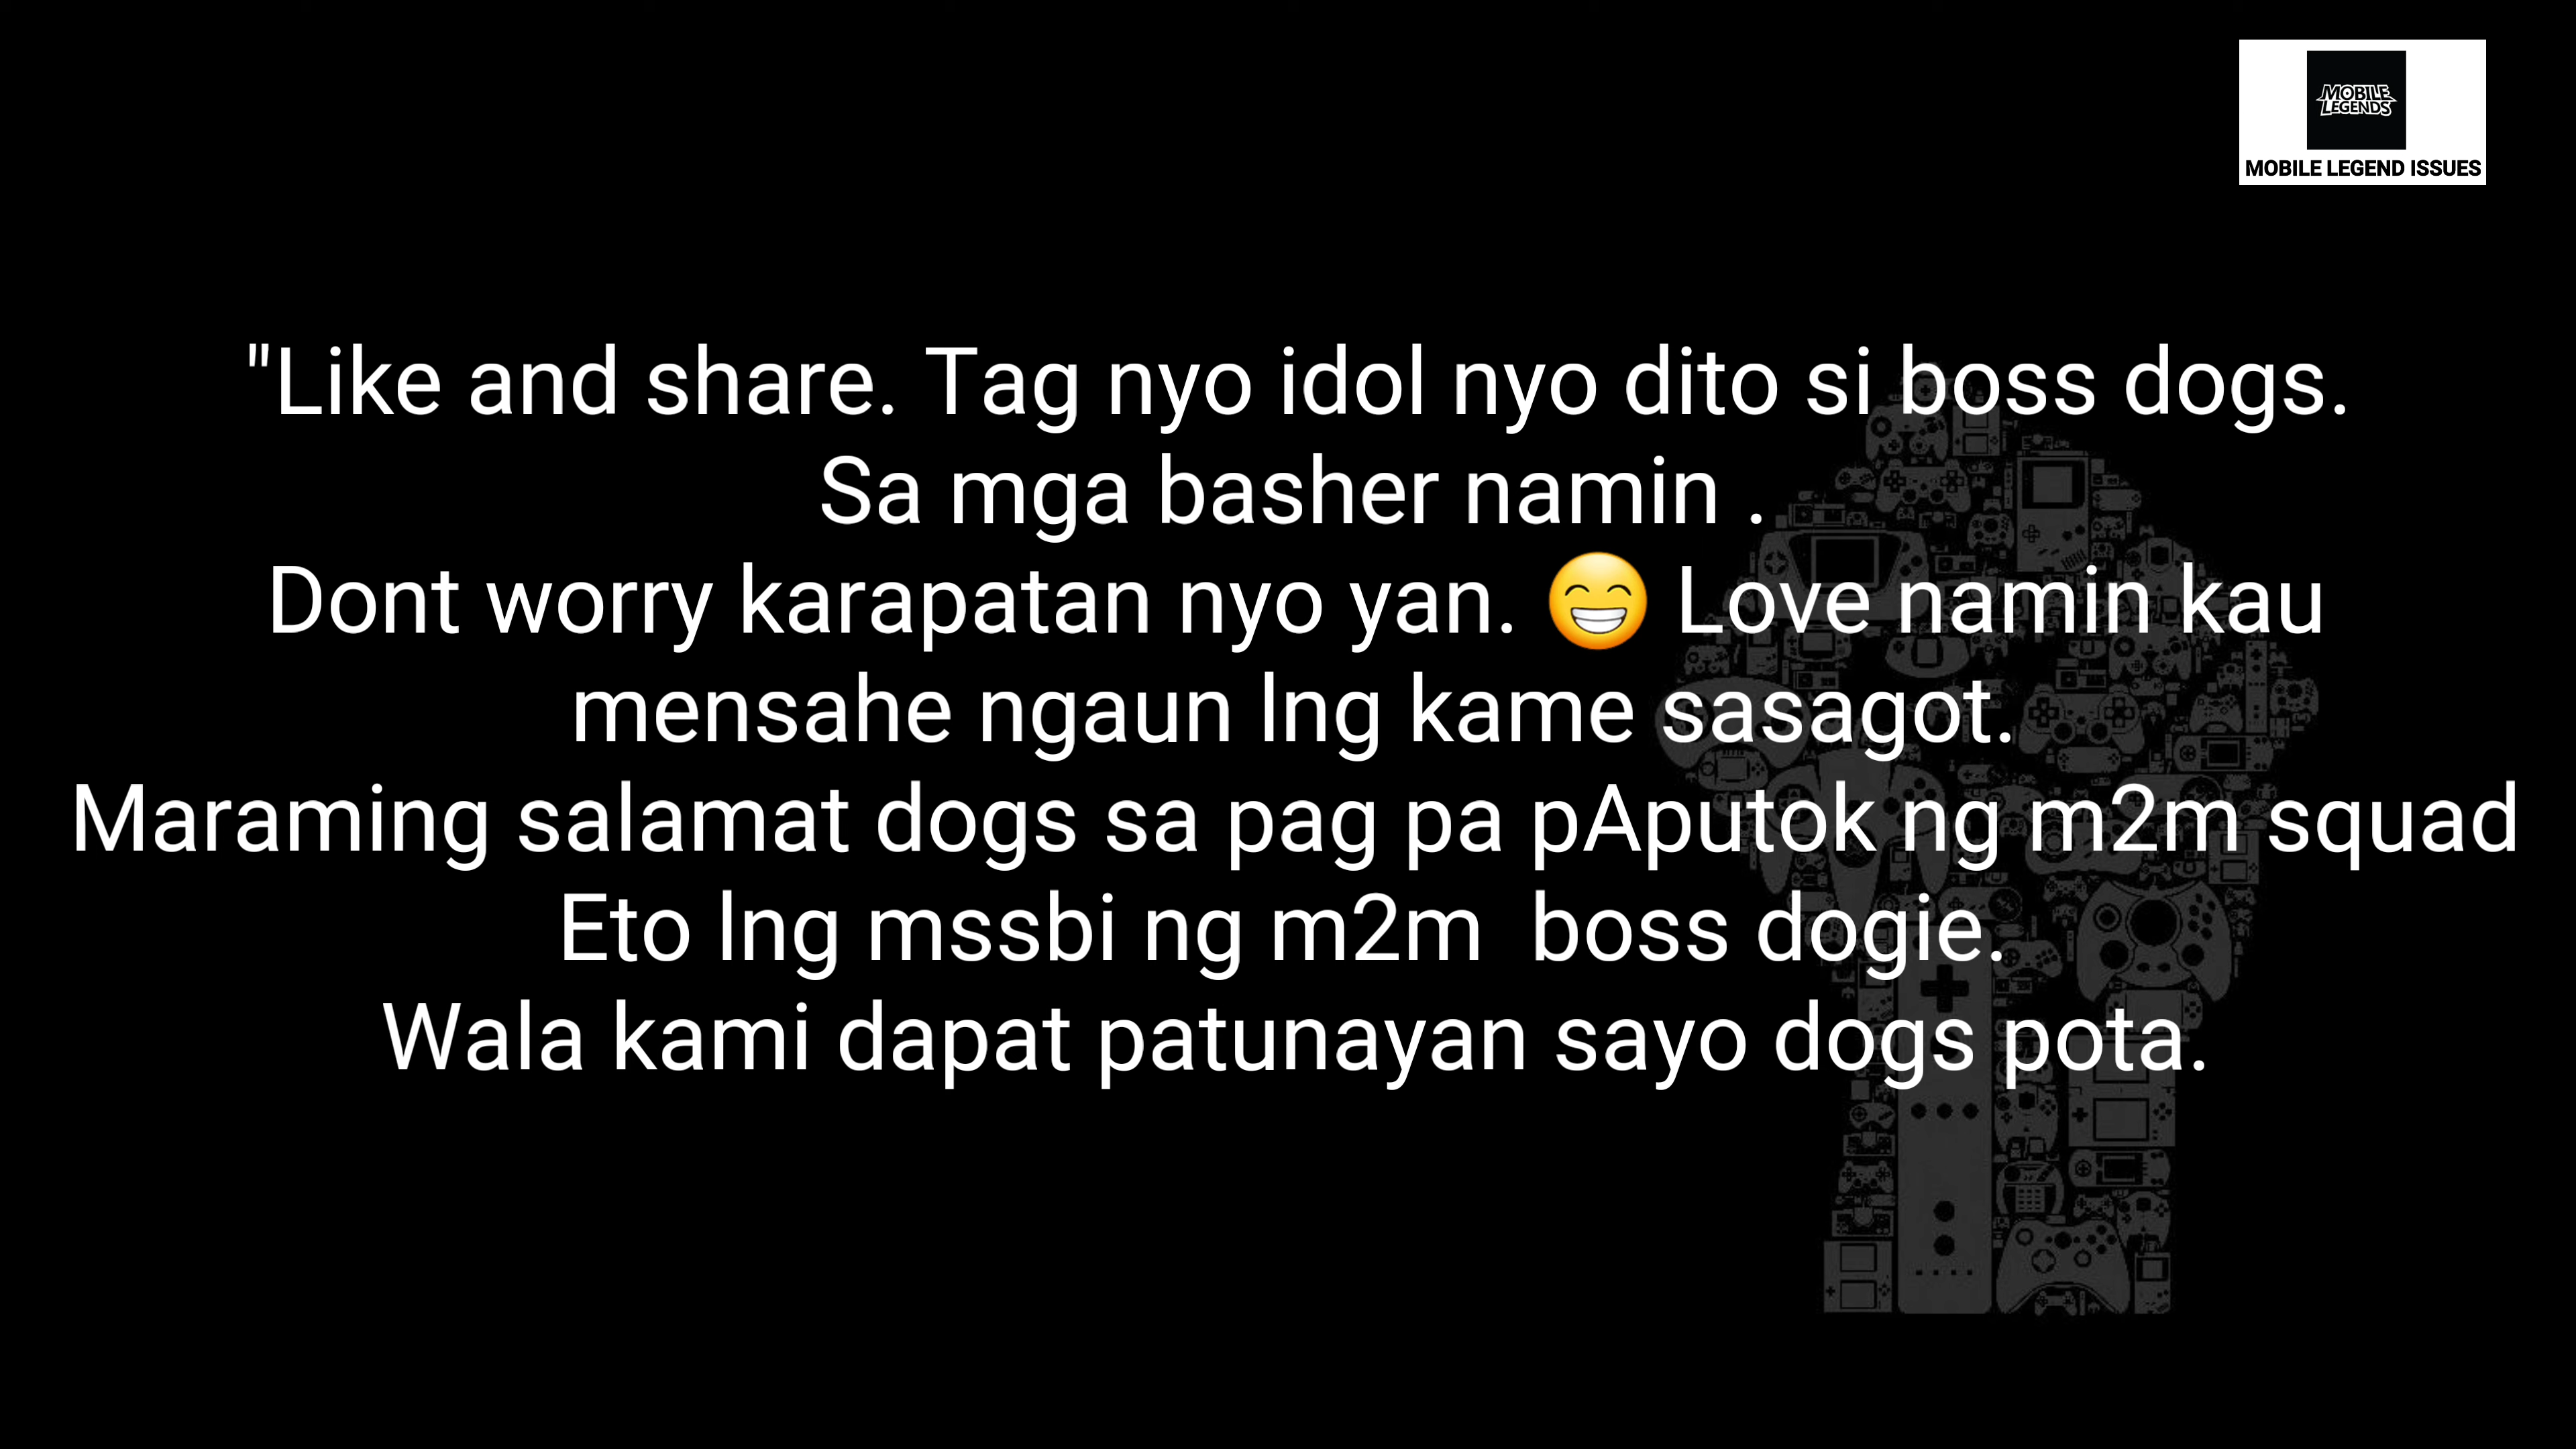 MOBILE
LEGENDS
MOBILE LEGEND ISSUES
"Like and share. Tag nyo idol nyo dito si boss dogs.
Sa mga basher namin .
Dont worry karapatan nyo yan. 😁 Love namin kau
mensahe ngaun lng kame sasagot.
Maraming salamat dogs sa pag pa pAputok ng m2m squad
Eto lng mssbi ng m2m  boss dogie.
Wala kami dapat patunayan sayo dogs pota.